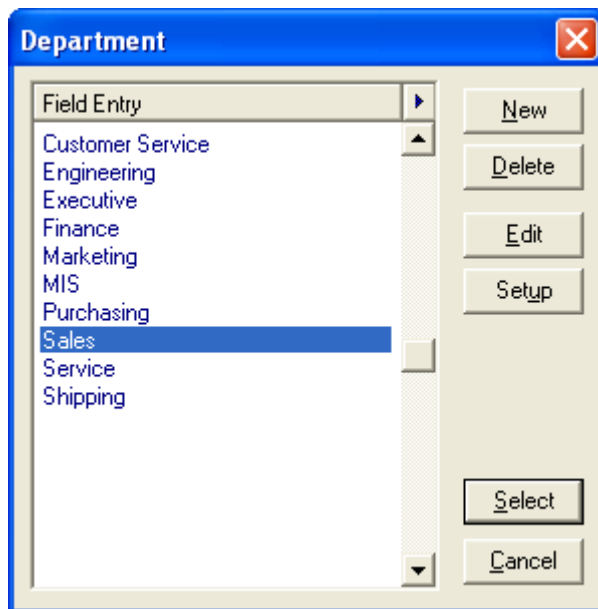 Department
Field Entry
Customer Service
Engineering
Executive
Finance
Marketing
MIS
Purchasing
Sales
Service
Shipping
New
Delete
Edit
Setup
Select
Cancel